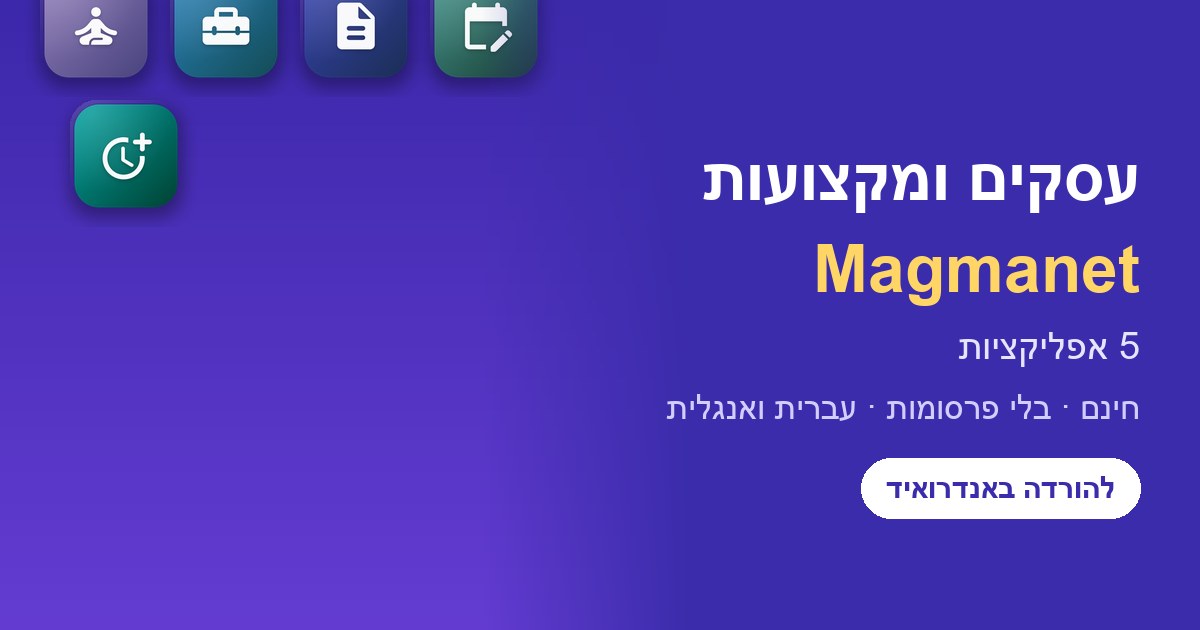 עסקים ומקצועות
Magmanet
5 אפליקציות
חינם · בלי פרסומות · עברית ואנגלית
להורדה באנדרואיד